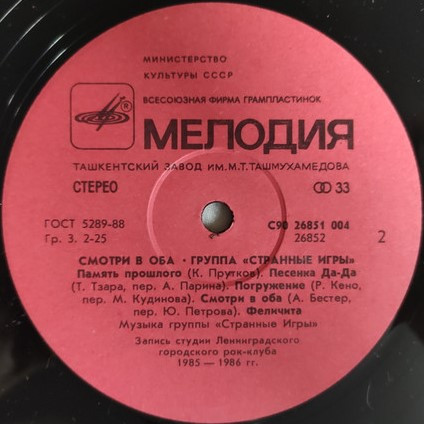 МИНИСТЕРСТВО
КУЛЬТУРЫ СССР
ВСЕСОЮЗНАЯ ФИРМА ГРАМПЛАСТИНОК
МЕЛОДИЯ
ТАШКЕНТСКИЙ ЗАВОД ИМ. М.Т. ТАШМУХАМЕДОВА
СТЕРЕО 33
ГОСТ 5289-88 С90 26851 004
Гр. 3. 2-25 26852 2
СМОТРИ В ОБА · ГРУППА «СТРАННЫЕ ИГРЫ»
Память прошлого (К. Прутков). Песенка Да-Да
(Т. Тзара, пер. А. Парина). Погружение (Р. Кено,
пер. М. Кудинова). Смотри в оба (А. Бестер,
пер. Ю. Петрова). Феличита
Музыка группы «Странные Игры»
Запись студии Ленинградского
городского рок-клуба
1985—1986 гг.